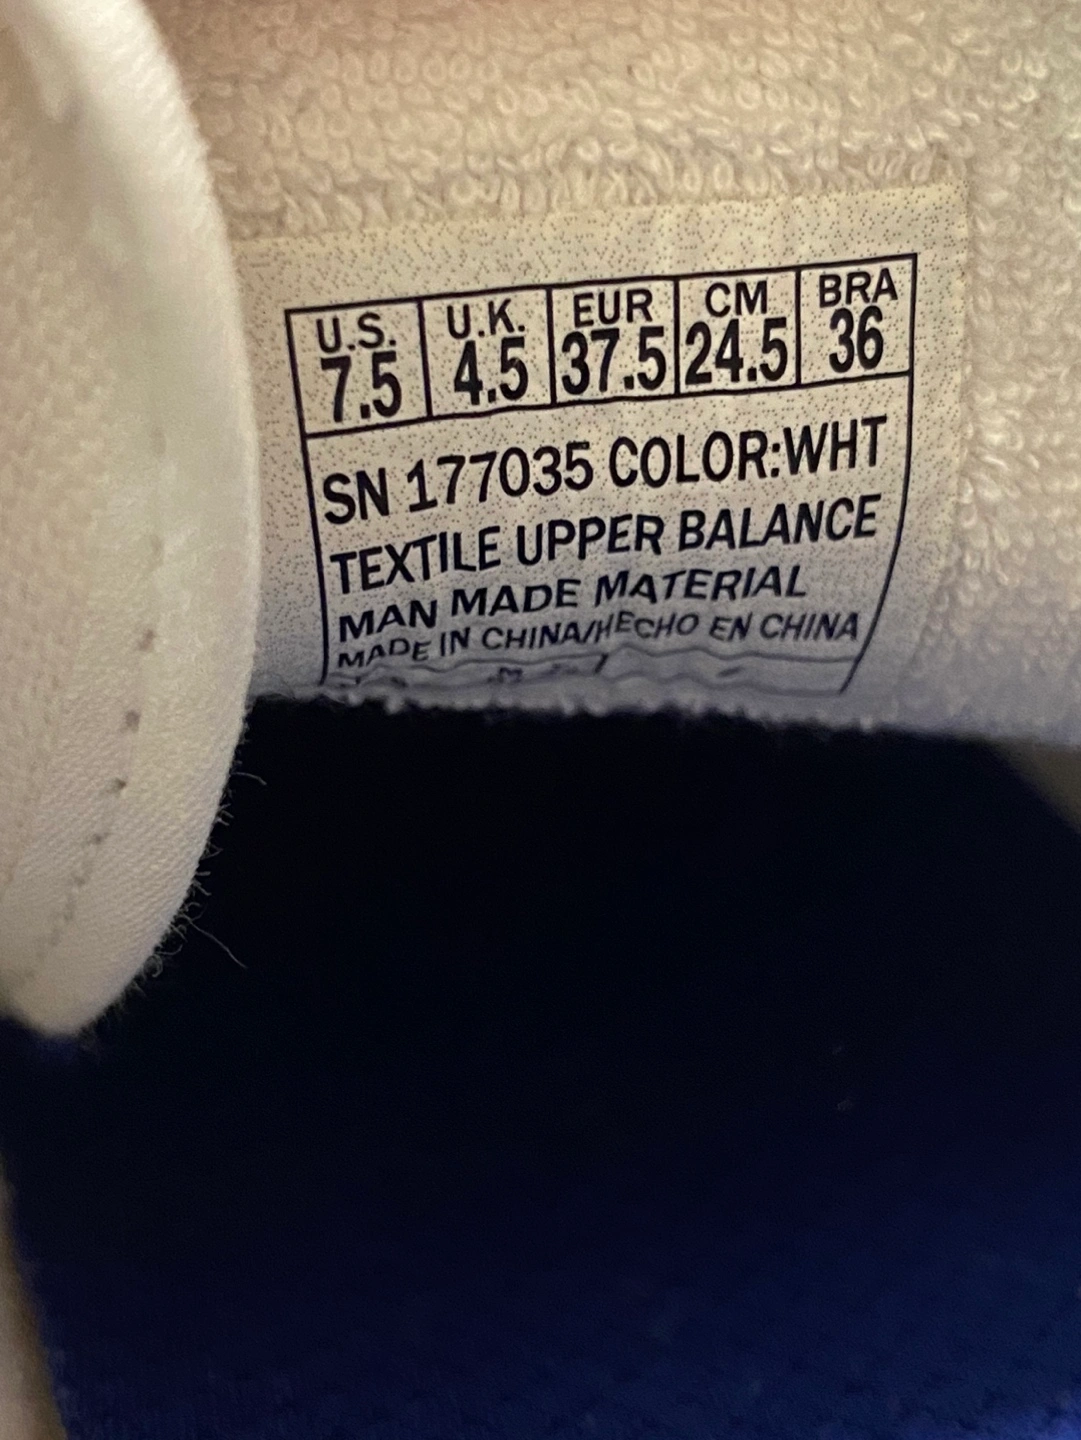 U.S. U.K. EUR CM BRA
7.5 4.5 37.5 24.5 36
SN 177035 COLOR:WHT
TEXTILE UPPER BALANCE
MAN MADE MATERIAL
MADE IN CHINA/HECHO EN CHINA